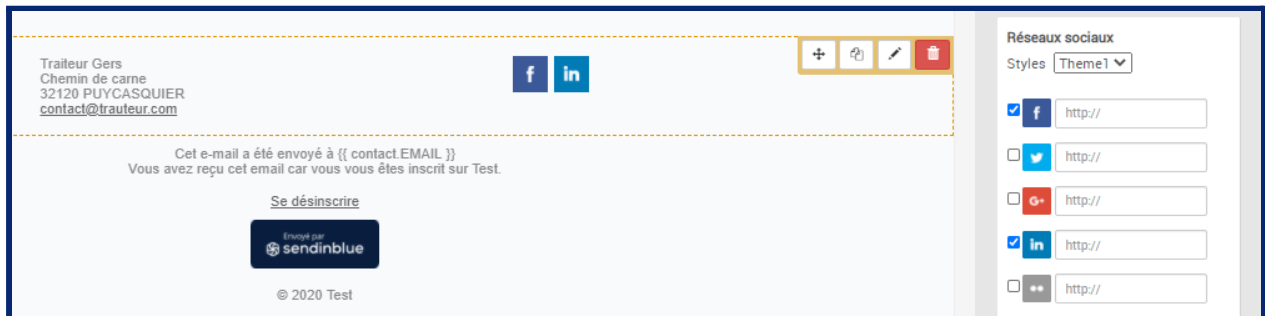 Traiteur Gers
Chemin de carne
32120 PUYCASQUIER
contact@trauteur.com
f in
Cet e-mail a été envoyé à {{ contact.EMAIL }}
Vous avez reçu cet email car vous vous êtes inscrit sur Test.
Se désinscrire
Envoyé par
sendinblue
© 2020 Test
Réseaux sociaux
Styles Theme1
f http://
http://
G+ http://
in http://
http://